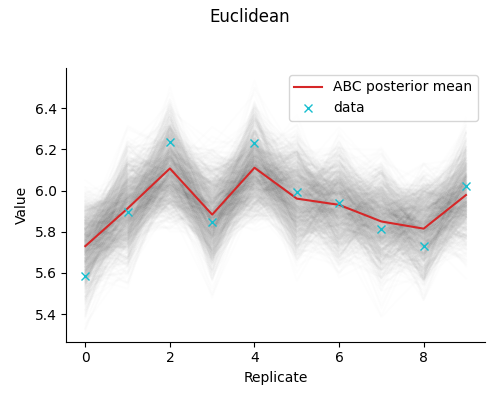 Euclidean
ABC posterior mean
data
Value
6.4
6.2
6.0
5.8
5.6
5.4
0
2
4
6
8
Replicate